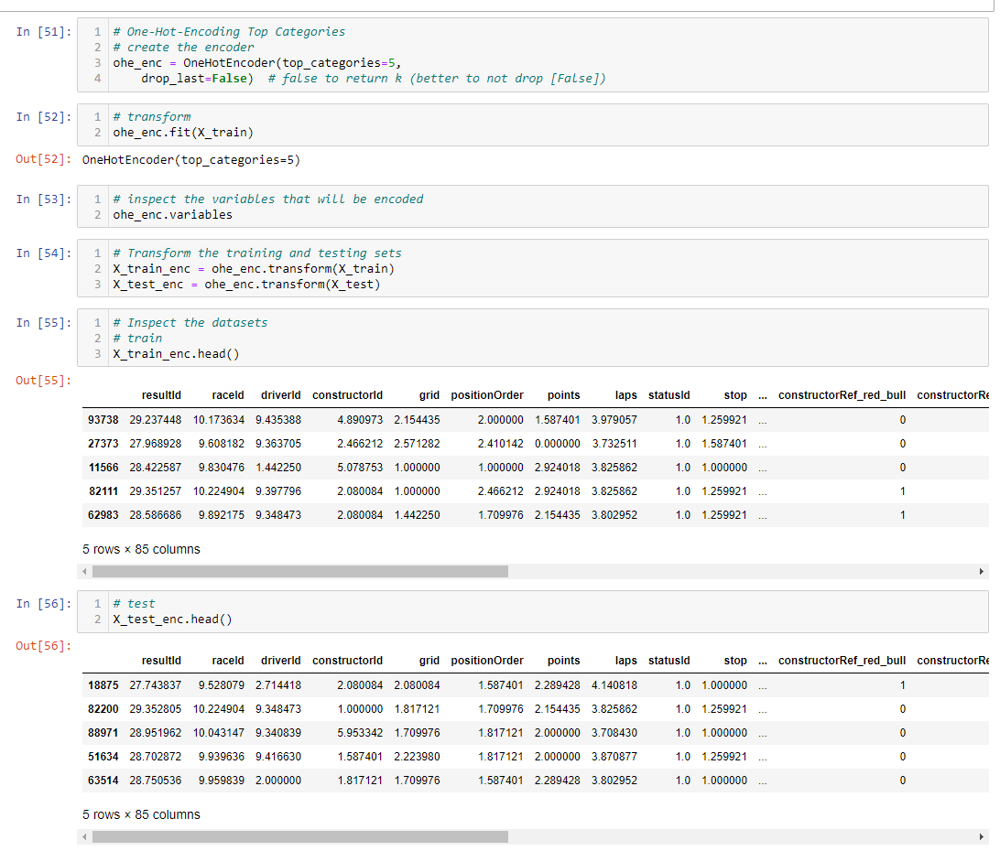 In [51]:
1 # One-Hot-Encoding Top Categories
2 # create the encoder
3 ohe_enc = OneHotEncoder(top_categories=5,
4     drop_last=False)  # false to return k (better to not drop [False])
In [52]:
1 # transform
2 ohe_enc.fit(X_train)
Out[52]: OneHotEncoder(top_categories=5)
In [53]:
1 # inspect the variables that will be encoded
2 ohe_enc.variables
In [54]:
1 # Transform the training and testing sets
2 X_train_enc = ohe_enc.transform(X_train)
3 X_test_enc = ohe_enc.transform(X_test)
In [55]:
1 # Inspect the datasets
2 # train
3 X_train_enc.head()
Out[55]:
resultId raceId driverId constructorId grid positionOrder points laps statusId stop ... constructorRef_red_bull constructorRe
93738 29.237448 10.173634 9.435388 4.890973 2.154435 2.000000 1.587401 3.979057 1.0 1.259921 ... 0
27373 27.968928 9.608182 9.363705 2.466212 2.571282 2.410142 0.000000 3.732511 1.0 1.587401 ... 0
11566 28.422587 9.830476 1.442250 5.078753 1.000000 1.000000 2.924018 3.825862 1.0 1.000000 ... 0
82111 29.351257 10.224904 9.397796 2.080084 1.000000 2.466212 2.924018 3.825862 1.0 1.259921 ... 1
62983 28.586686 9.892175 9.348473 2.080084 1.442250 1.709976 2.154435 3.802952 1.0 1.259921 ... 1
5 rows × 85 columns
In [56]:
1 # test
2 X_test_enc.head()
Out[56]:
resultId raceId driverId constructorId grid positionOrder points laps statusId stop ... constructorRef_red_bull constructorRe
18875 27.743837 9.528079 2.714418 2.080084 2.080084 1.587401 2.289428 4.140818 1.0 1.000000 ... 1
82200 29.352805 10.224904 9.348473 1.000000 1.817121 1.709976 2.154435 3.825862 1.0 1.259921 ... 0
88971 28.951962 10.043147 9.340839 5.953342 1.709976 1.817121 2.000000 3.708430 1.0 1.000000 ... 0
51634 28.702872 9.939636 9.416630 1.587401 2.223980 1.817121 2.000000 3.870877 1.0 1.259921 ... 0
63514 28.750536 9.959839 2.000000 1.817121 1.709976 1.587401 2.289428 3.802952 1.0 1.000000 ... 0
5 rows × 85 columns